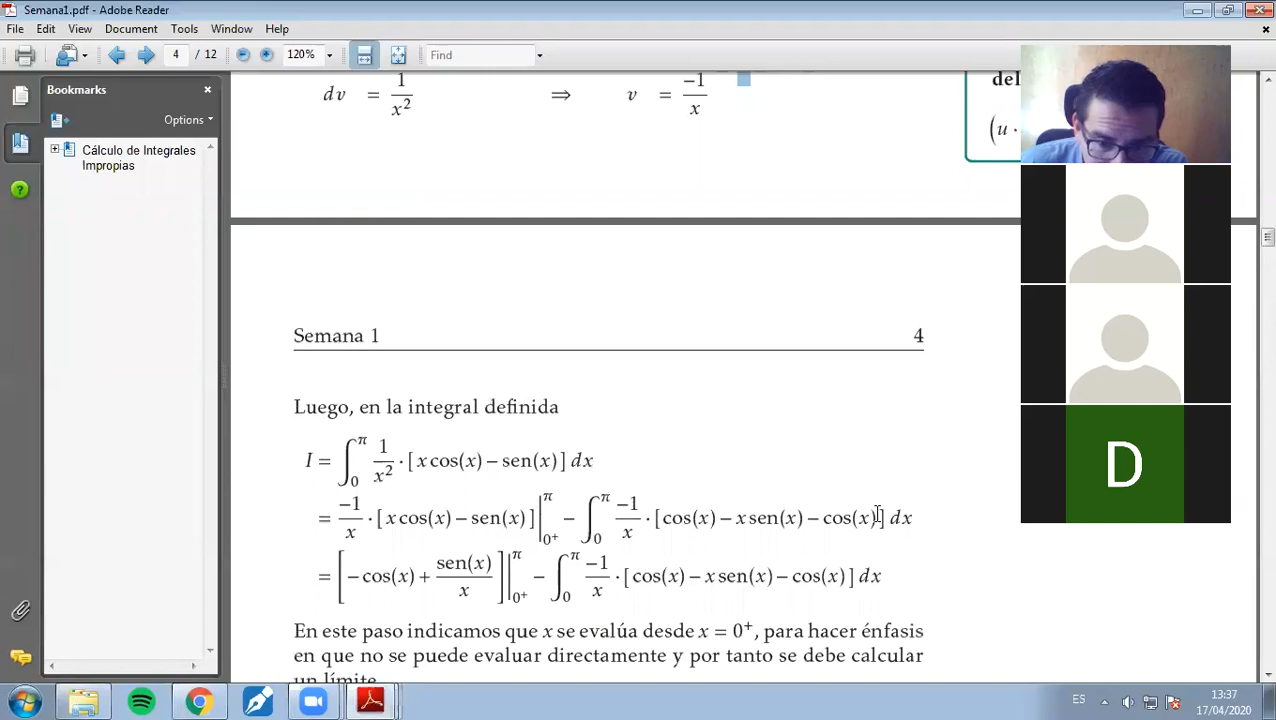 Semana1.pdf - Adobe Reader
File Edit View Document Tools Window Help
4 / 12 120% Find
Bookmarks
Options
Cálculo de Integrales
Impropias
dv = 1/x² ⟹ v = −1/x
del
(u ·
Semana 1 4
Luego, en la integral definida
I = ∫₀^π 1/x² · [ x cos(x) − sen(x) ] dx
= −1/x · [ x cos(x) − sen(x) ] |₀⁺^π − ∫₀^π −1/x · [cos(x) − x sen(x) − cos(x)] dx
= [ − cos(x) + sen(x)/x ] |₀⁺^π − ∫₀^π −1/x · [ cos(x) − x sen(x) − cos(x) ] dx
En este paso indicamos que x se evalúa desde x = 0⁺, para hacer énfasis
en que no se puede evaluar directamente y por tanto se debe calcular
un límite
D
ES
13:37
17/04/2020